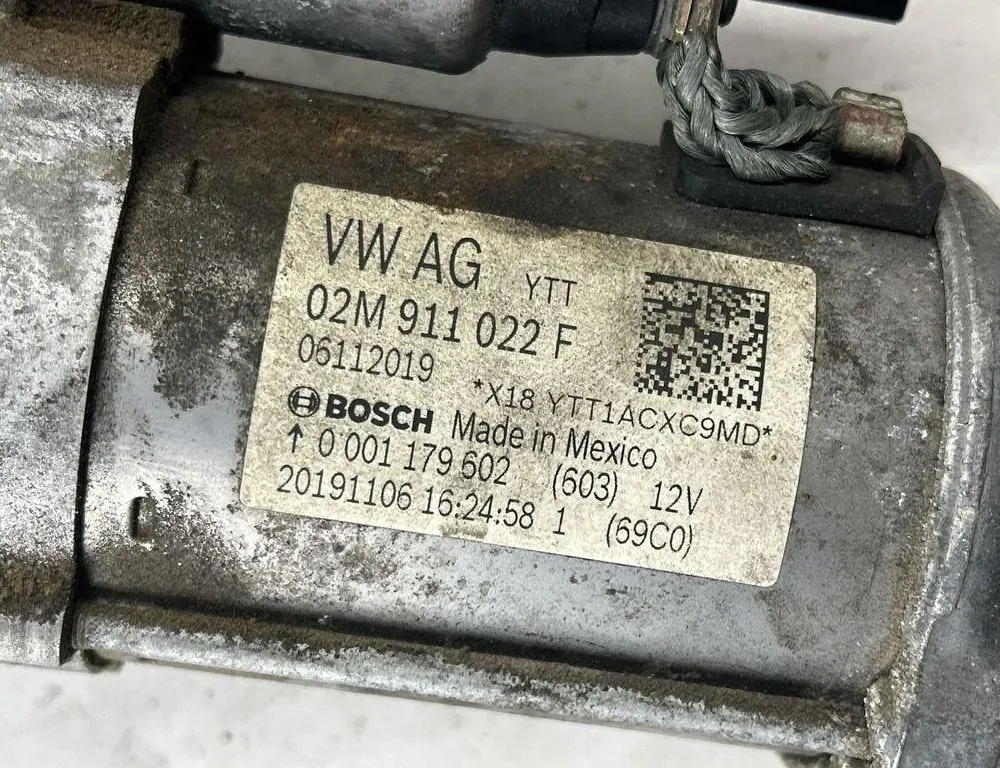 VW AG YTT
02M 911 022 F
06112019
*X18 YTT1ACXC9MD*
BOSCH Made in Mexico
↑ 0 001 179 602 (603) 12V
20191106 16:24:58 1 (69C0)